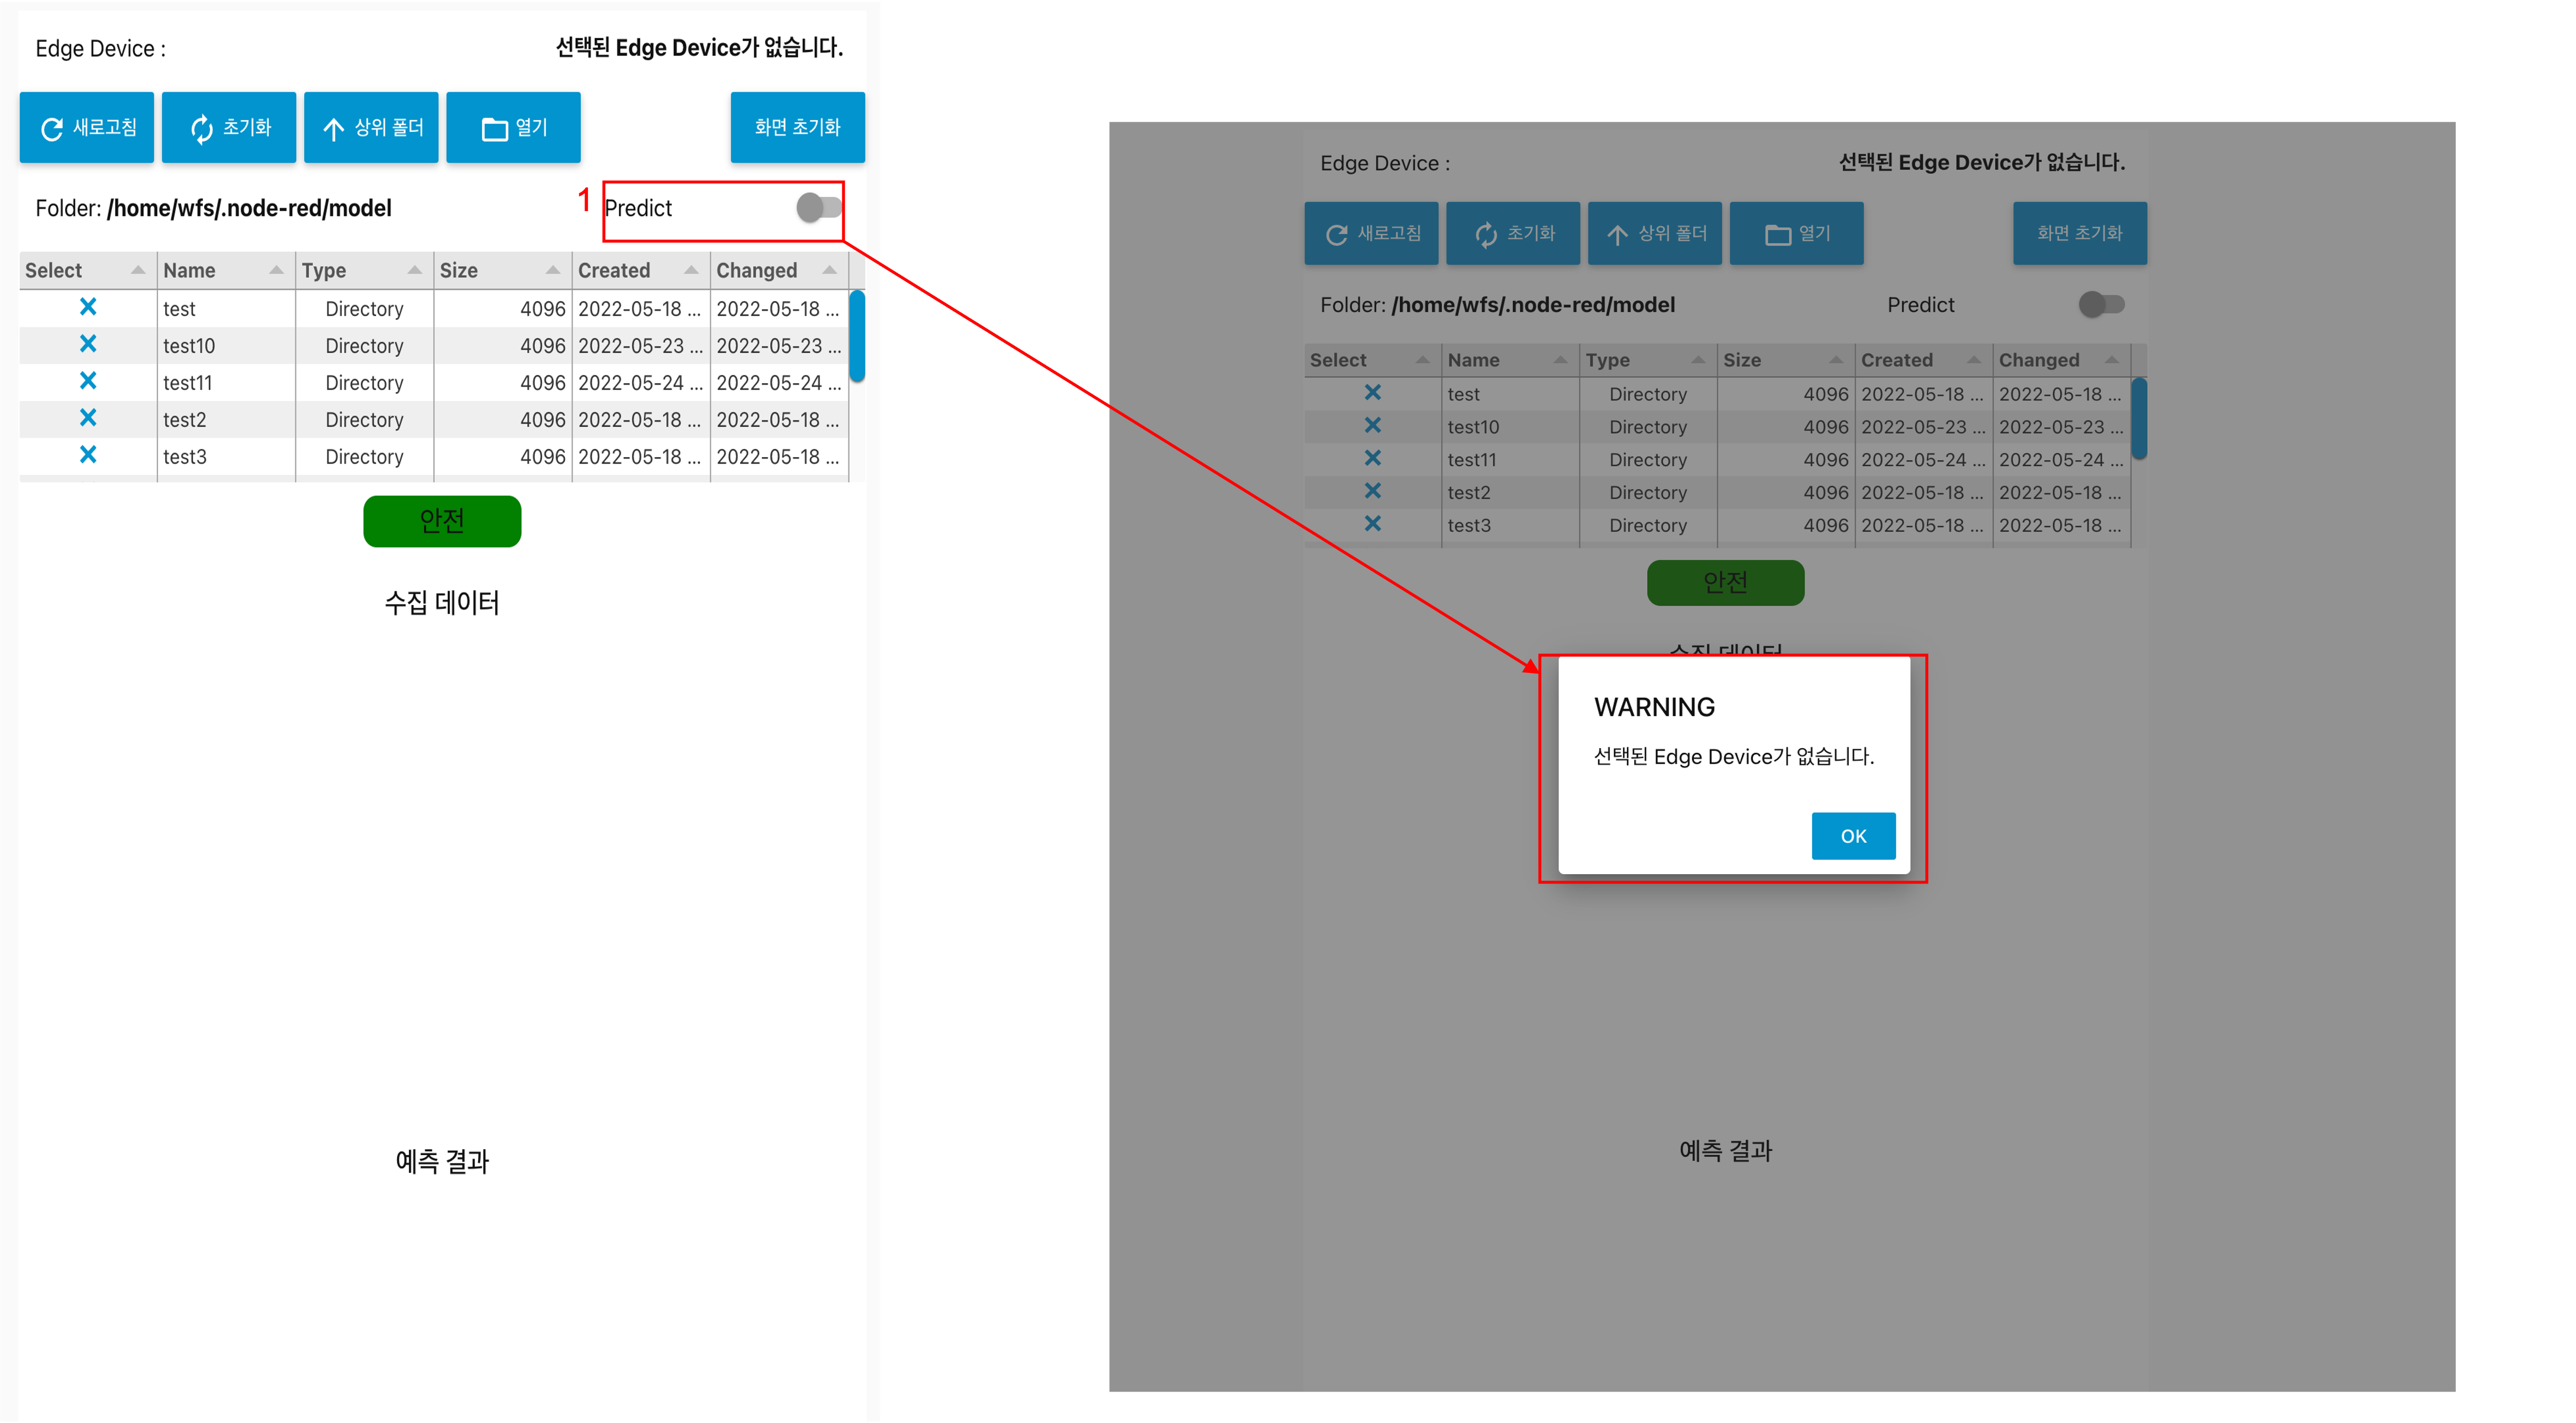 Edge Device : 선택된 Edge Device가 없습니다.
새로고침 초기화 상위 폴더 열기 화면 초기화
Folder: /home/wfs/.node-red/model 1 Predict
Select Name Type Size Created Changed
test Directory 4096 2022-05-18 ... 2022-05-18 ...
test10 Directory 4096 2022-05-23 ... 2022-05-23 ...
test11 Directory 4096 2022-05-24 ... 2022-05-24 ...
test2 Directory 4096 2022-05-18 ... 2022-05-18 ...
test3 Directory 4096 2022-05-18 ... 2022-05-18 ...
안전
수집 데이터
예측 결과
Edge Device : 선택된 Edge Device가 없습니다.
새로고침 초기화 상위 폴더 열기 화면 초기화
Folder: /home/wfs/.node-red/model Predict
Select Name Type Size Created Changed
test Directory 4096 2022-05-18 ... 2022-05-18 ...
test10 Directory 4096 2022-05-23 ... 2022-05-23 ...
test11 Directory 4096 2022-05-24 ... 2022-05-24 ...
test2 Directory 4096 2022-05-18 ... 2022-05-18 ...
test3 Directory 4096 2022-05-18 ... 2022-05-18 ...
안전
수집 데이터
WARNING
선택된 Edge Device가 없습니다.
OK
예측 결과